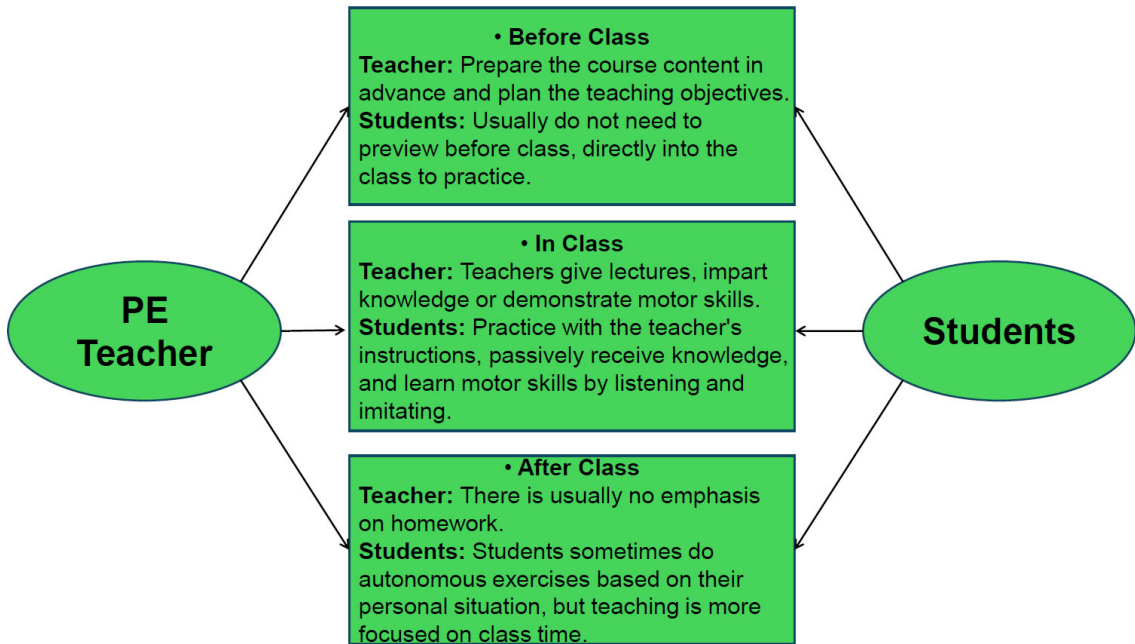 • Before Class
Teacher: Prepare the course content in
advance and plan the teaching objectives.
Students: Usually do not need to
preview before class, directly into the
class to practice.
• In Class
Teacher: Teachers give lectures, impart
knowledge or demonstrate motor skills.
Students: Practice with the teacher's
instructions, passively receive knowledge,
and learn motor skills by listening and
imitating.
• After Class
Teacher: There is usually no emphasis
on homework.
Students: Students sometimes do
autonomous exercises based on their
personal situation, but teaching is more
focused on class time.
PE
Teacher
Students